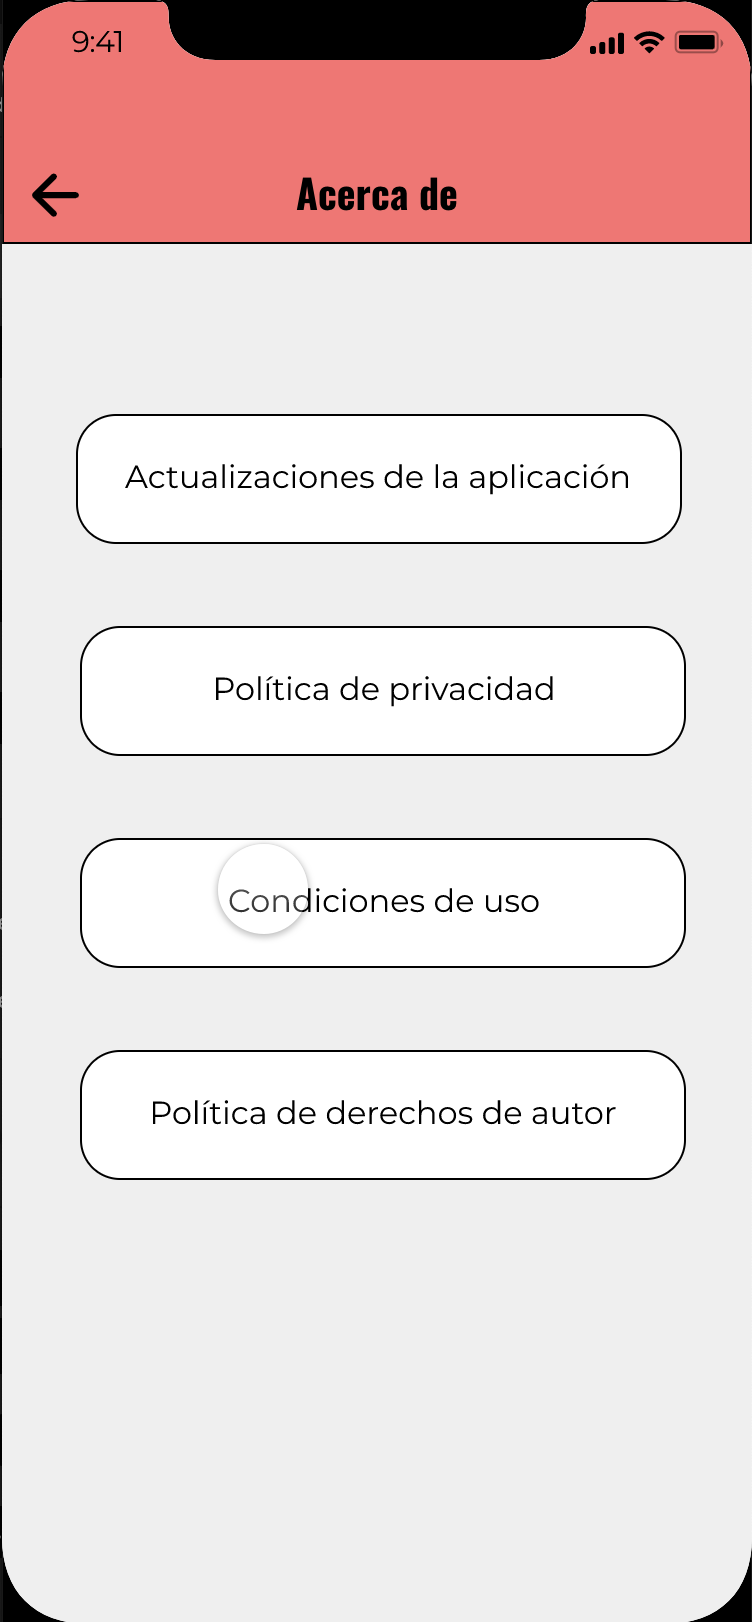 9:41
Acerca de
Actualizaciones de la aplicación
Política de privacidad
Condiciones de uso
Política de derechos de autor